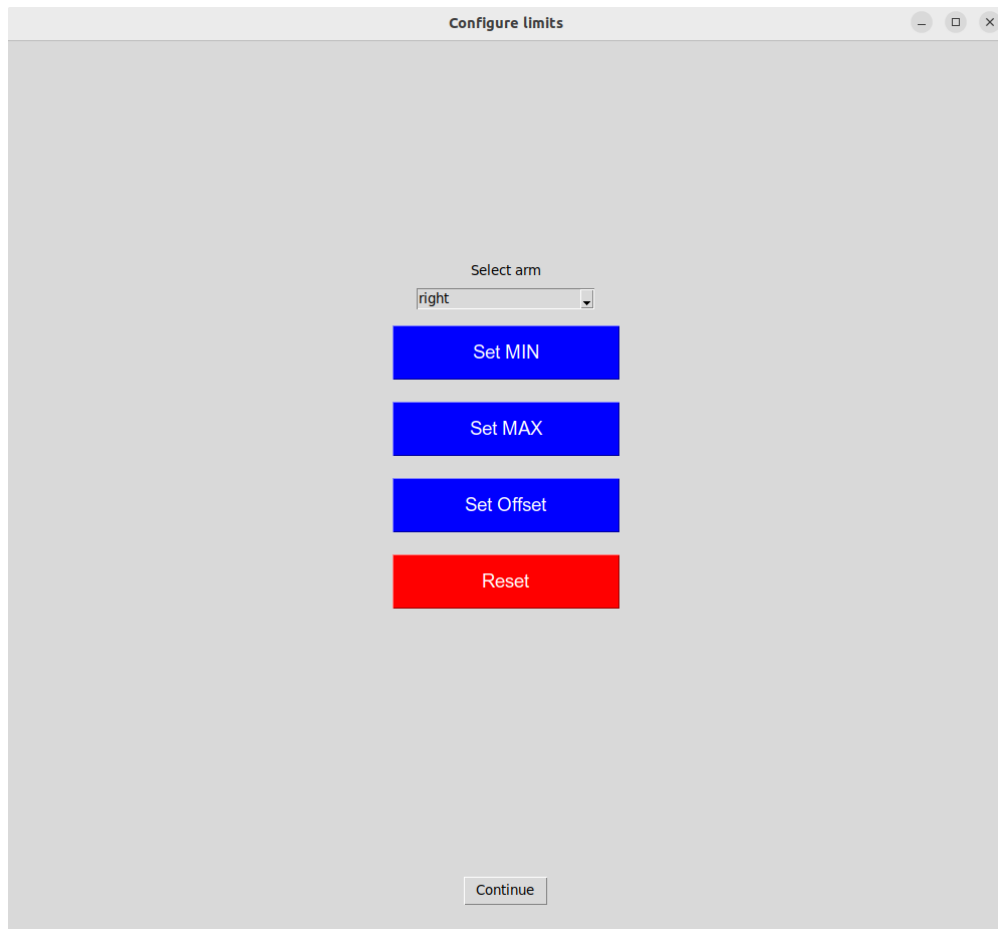 Configure limits
Select arm
right
Set MIN
Set MAX
Set Offset
Reset
Continue